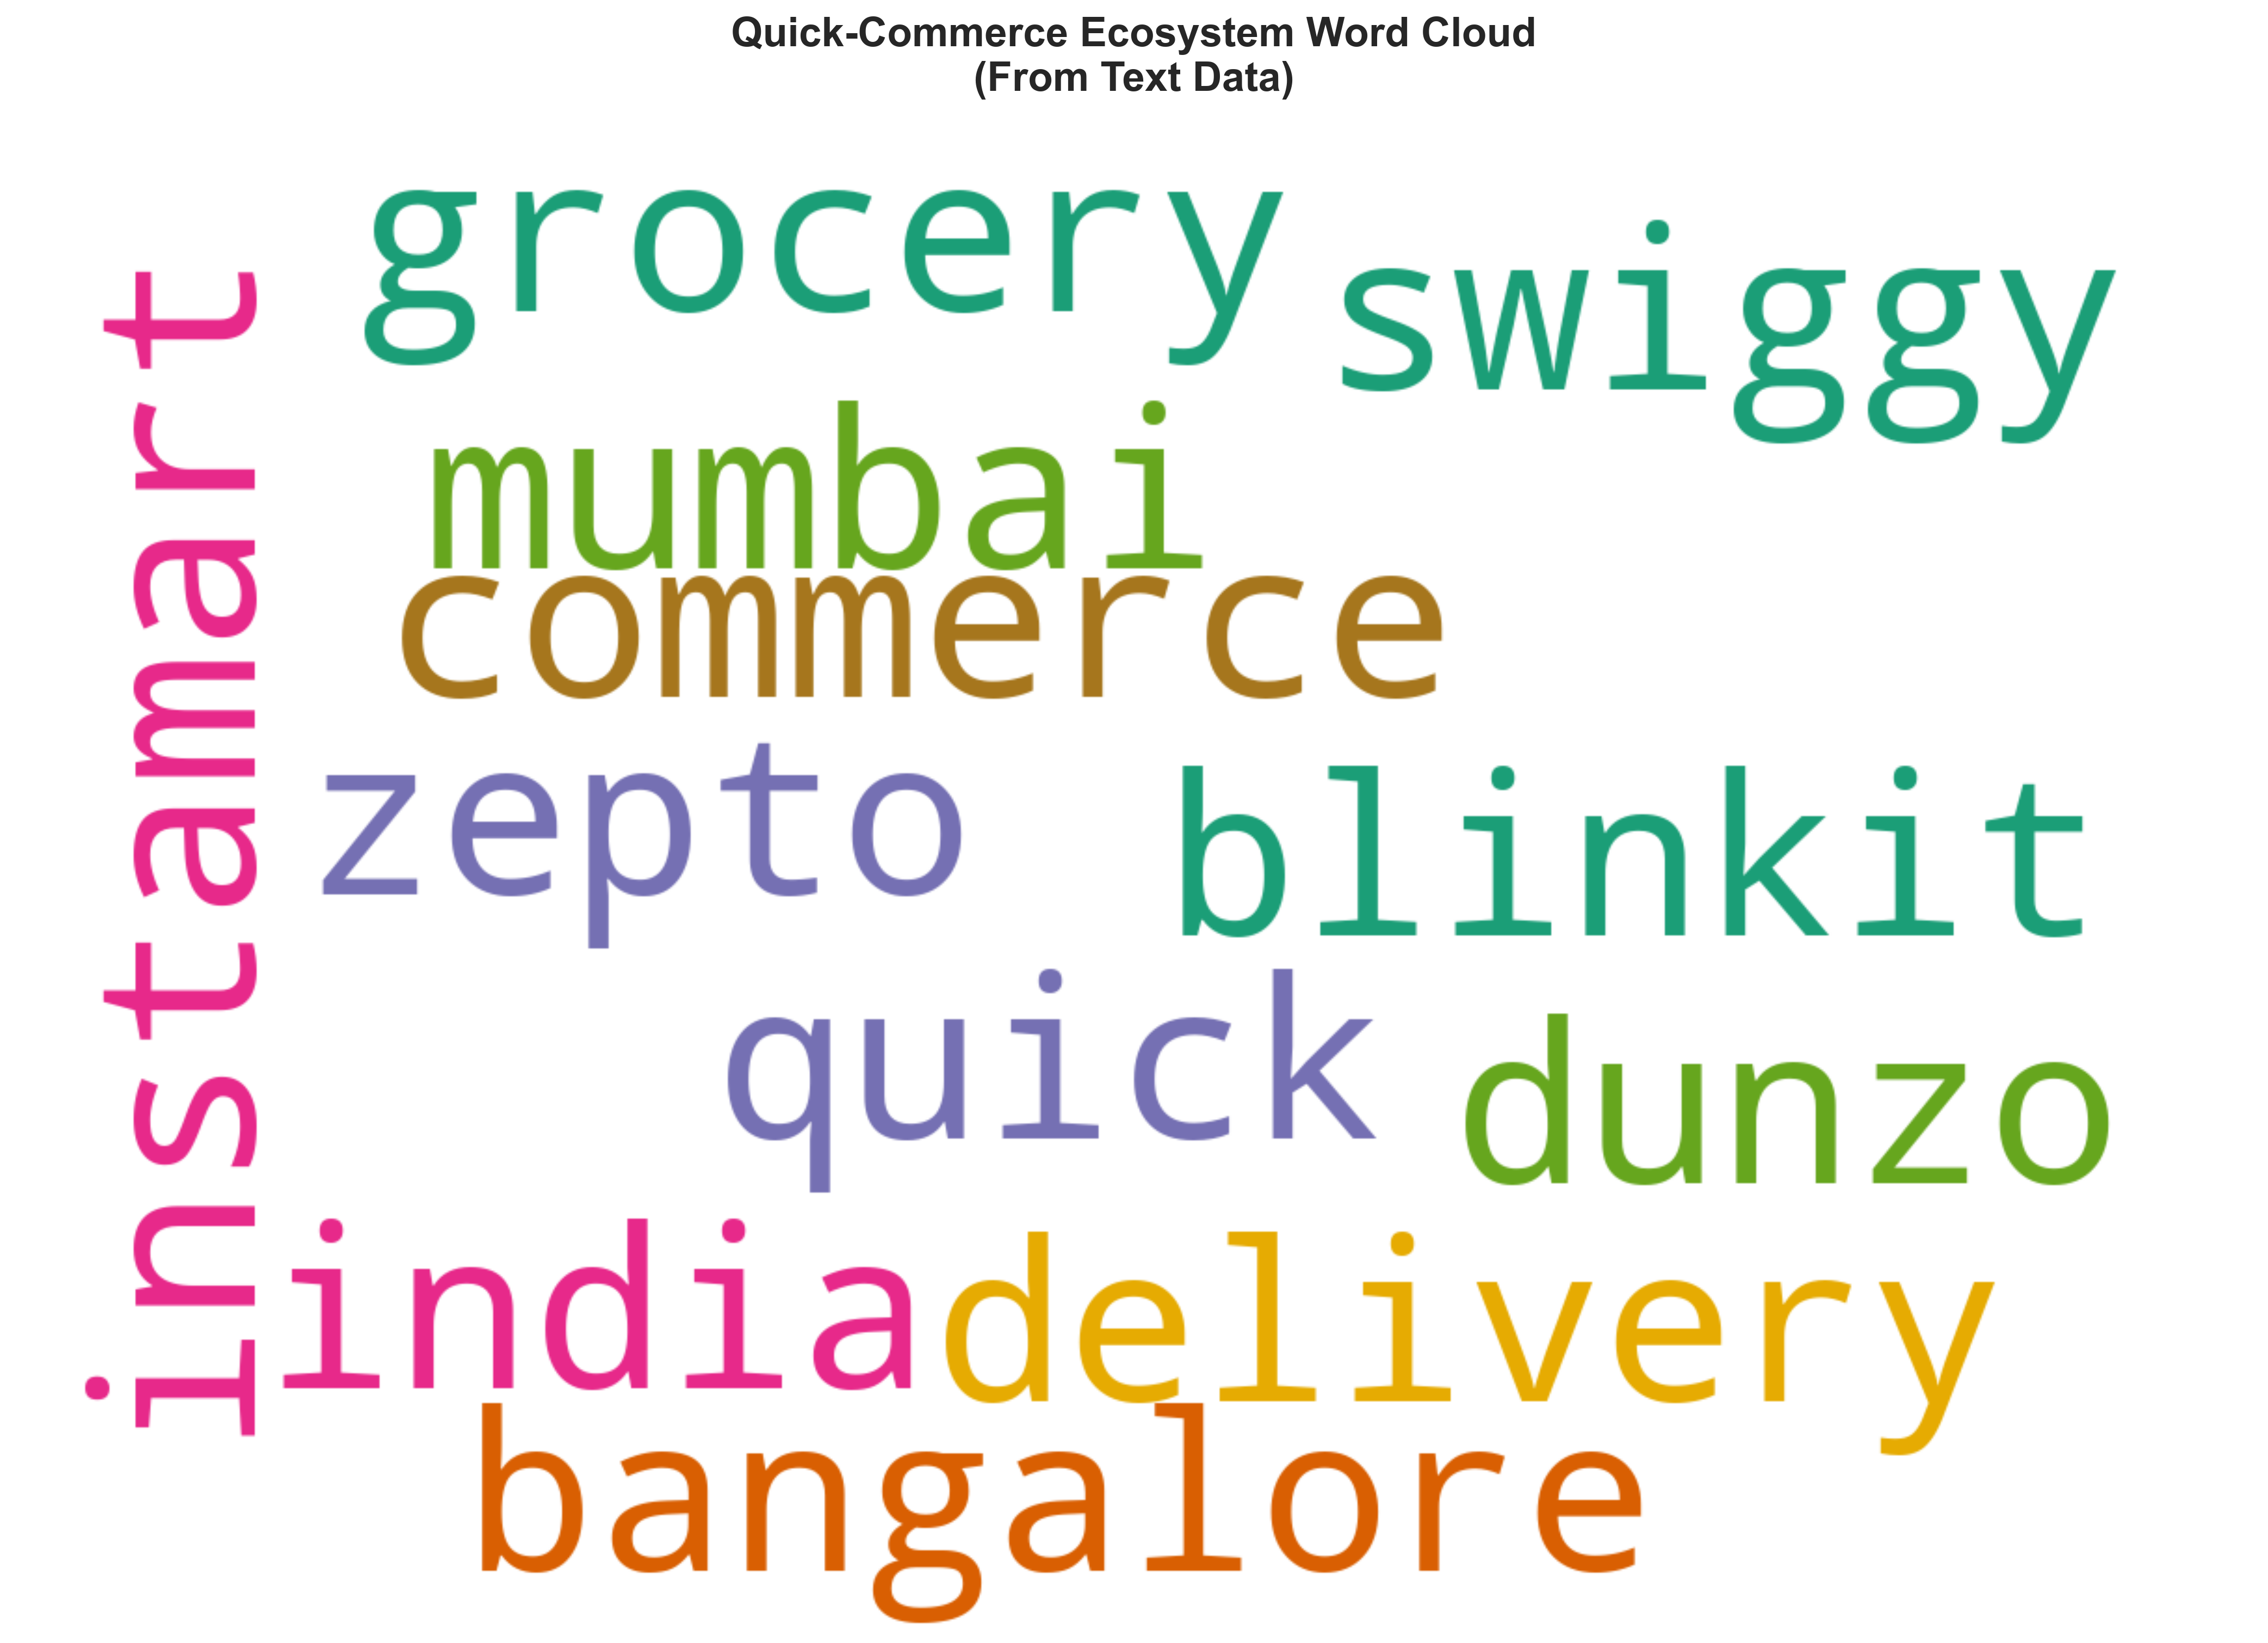 Quick-Commerce Ecosystem Word Cloud
(From Text Data)
grocery
swiggy
instamart
mumbai
commerce
zepto
blinkit
quick
dunzo
india
delivery
bangalore